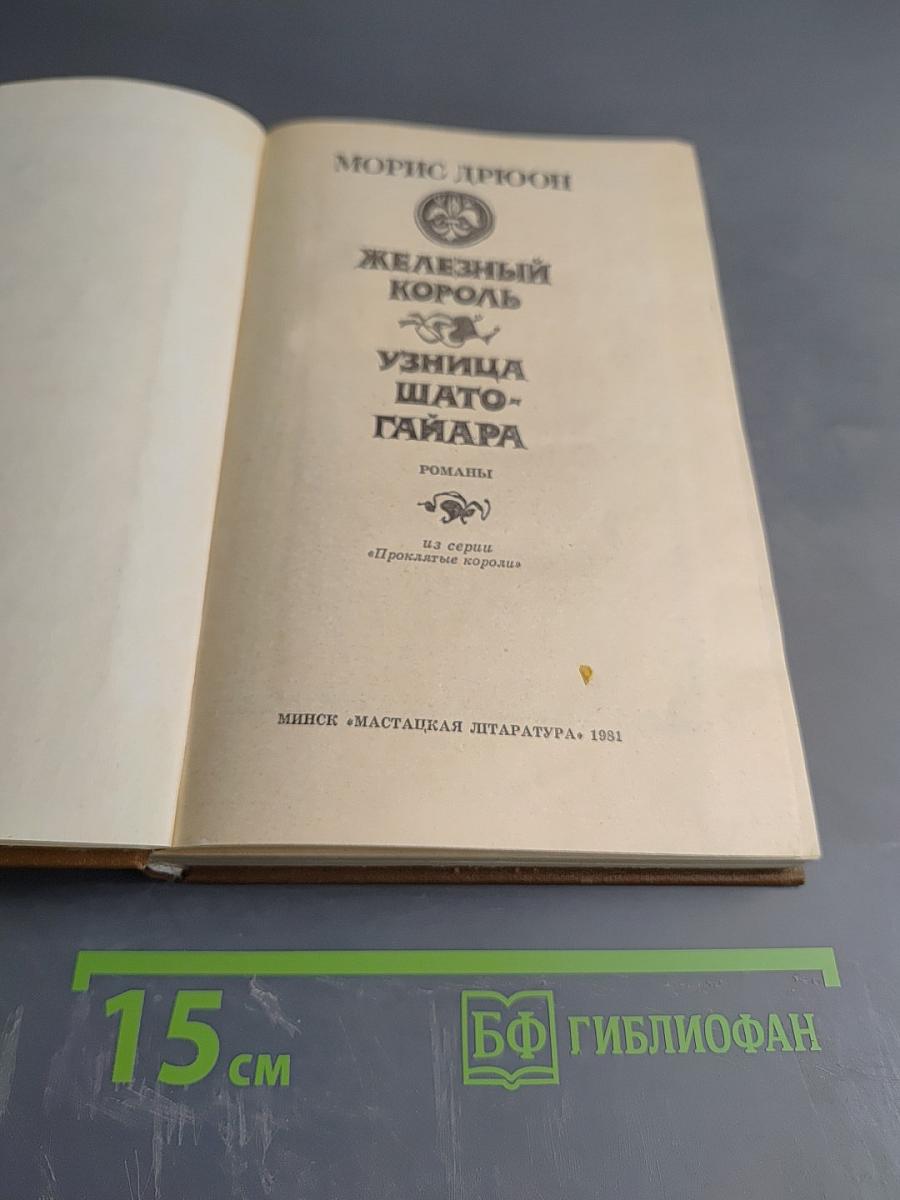 МОРИС ДРЮОН
ЖЕЛЕЗНЫЙ
КОРОЛЬ
УЗНИЦА
ШАТО-
ГАЙАРА
РОМАНЫ
из серии
«Проклятые короли»
МИНСК «МАСТАЦКАЯ ЛІТАРАТУРА» 1981
15 см
БФ ГИБЛИОФАН